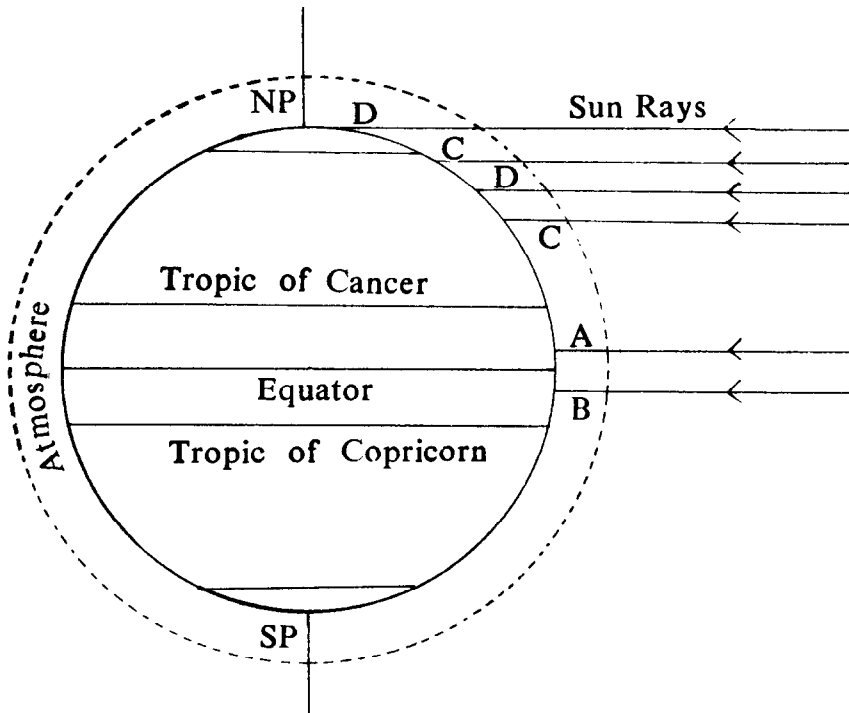 NP
D
Sun Rays
C
D
C
Tropic of Cancer
A
Atmosphere
Equator
B
Tropic of Copricorn
SP